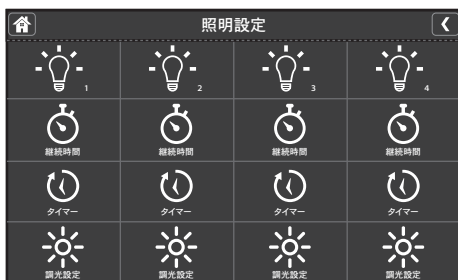 照明設定
1 2 3 4
継続時間 継続時間 継続時間 継続時間
タイマー タイマー タイマー タイマー
調光設定 調光設定 調光設定 調光設定